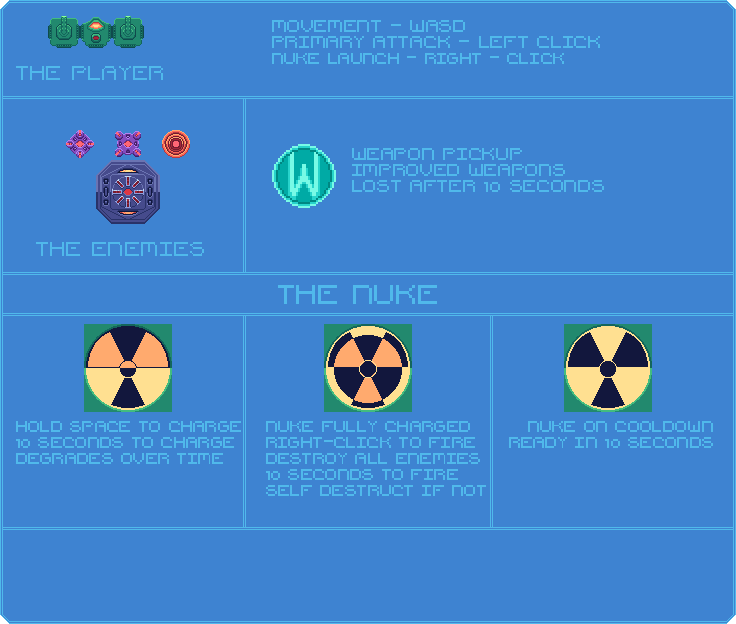 THE PLAYER
MOVEMENT - WASD
PRIMARY ATTACK - LEFT CLICK
NUKE LAUNCH - RIGHT - CLICK
THE ENEMIES
W
WEAPON PICKUP
IMPROVED WEAPONS
LOST AFTER 10 SECONDS
THE NUKE
HOLD SPACE TO CHARGE
10 SECONDS TO CHARGE
DEGRADES OVER TIME
NUKE FULLY CHARGED
RIGHT-CLICK TO FIRE
DESTROY ALL ENEMIES
10 SECONDS TO FIRE
SELF DESTRUCT IF NOT
NUKE ON COOLDOWN
READY IN 10 SECONDS